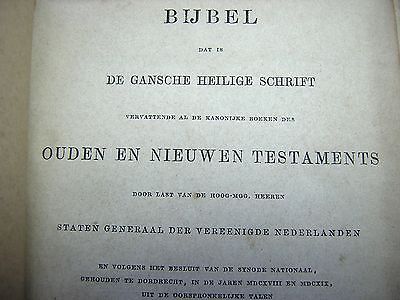 BIJBEL
DAT IS
DE GANSCHE HEILIGE SCHRIFT
VERVATTENDE AL DE KANONIJKE BOEKEN DES
OUDEN EN NIEUWEN TESTAMENTS
DOOR LAST VAN DE HOOG-MOG. HEEREN
STATEN GENERAAL DER VEREENIGDE NEDERLANDEN
EN VOLGENS HET BESLUIT VAN DE SYNODE NATIONAAL,
GEHOUDEN TE DORDRECHT, IN DE JAREN MDCXVIII EN MDCXIX,
UIT DE OORSPRONKELIJKE TALEN